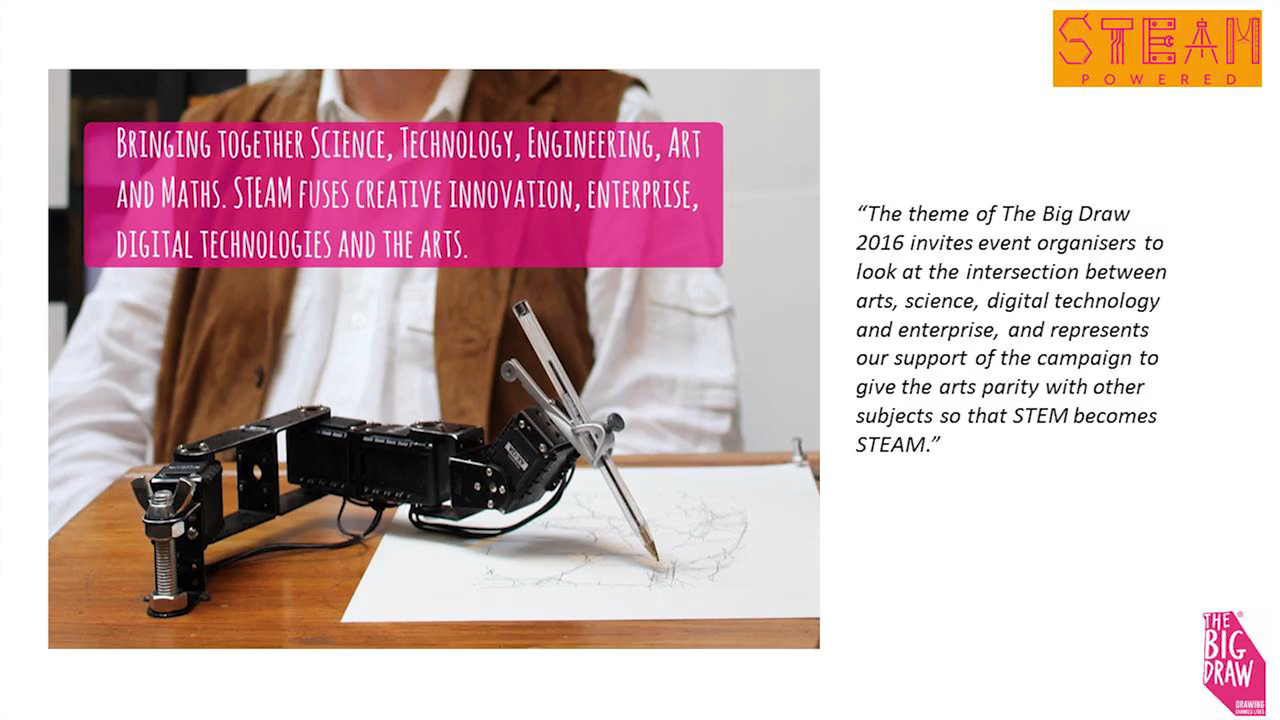 STEAM
POWERED
Bringing together Science, Technology, Engineering, Art
and Maths. STEAM fuses creative innovation, enterprise,
digital technologies and the arts.
“The theme of The Big Draw
2016 invites event organisers to
look at the intersection between
arts, science, digital technology
and enterprise, and represents
our support of the campaign to
give the arts parity with other
subjects so that STEM becomes
STEAM.”
THE
BIG
DRAW
DRAWING
CHANGES LIVES